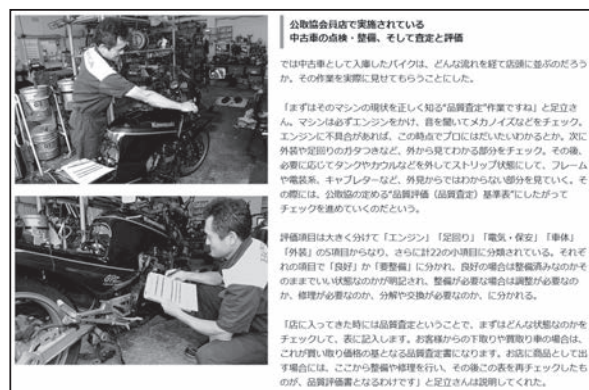 公取協会員店で実施されている
中古車の点検・整備、そして査定と評価
では中古車として入庫したバイクは、どんな流れを経て店頭に並ぶのだろう
か。その作業を実際に見せてもらうことにした。
「まずはそのマシンの現状を正しく知る“品質査定”作業ですね」と足立さ
ん。マシンは必ずエンジンをかけ、音を聞いてメカノイズなどをチェック。
エンジンに不具合があれば、この時点でプロにはだいたいわかるとか。次に
外装や足回りのガタつきなど、外から見てわかる部分をチェック。その後、
必要に応じてタンクやカウルなどを外してストリップ状態にして、フレーム
や電装系、キャブレターなど、外見からではわからない部分を見ていく。そ
の際には、公取協の定める“品質評価（品質査定）基準表”にしたがって
チェックを進めていくのだという。
評価項目は大きく分けて「エンジン」「足回り」「電気・保安」「車体」
「外装」の5項目からなり、さらに計22の小項目に分類されている。それぞ
れの項目で「良好」か「要整備」に分かれ、良好の場合は整備済みなのかそ
のままでいい状態なのかが明記され、整備が必要な場合は調整が必要なの
か、修理が必要なのか、分解や交換が必要なのか、に分かれる。
「店に入ってきた時には品質査定ということで、まずはどんな状態なのかを
チェックして、表に記入します。お客様からの下取りや買取り車の場合は、
これが買い取り価格の基となる品質査定書になります。お店に商品として出
す場合には、ここから整備や修理を行い、その後この表を再チェックしたも
のが、品質評価書となるわけです」と足立さんは説明してくれた。